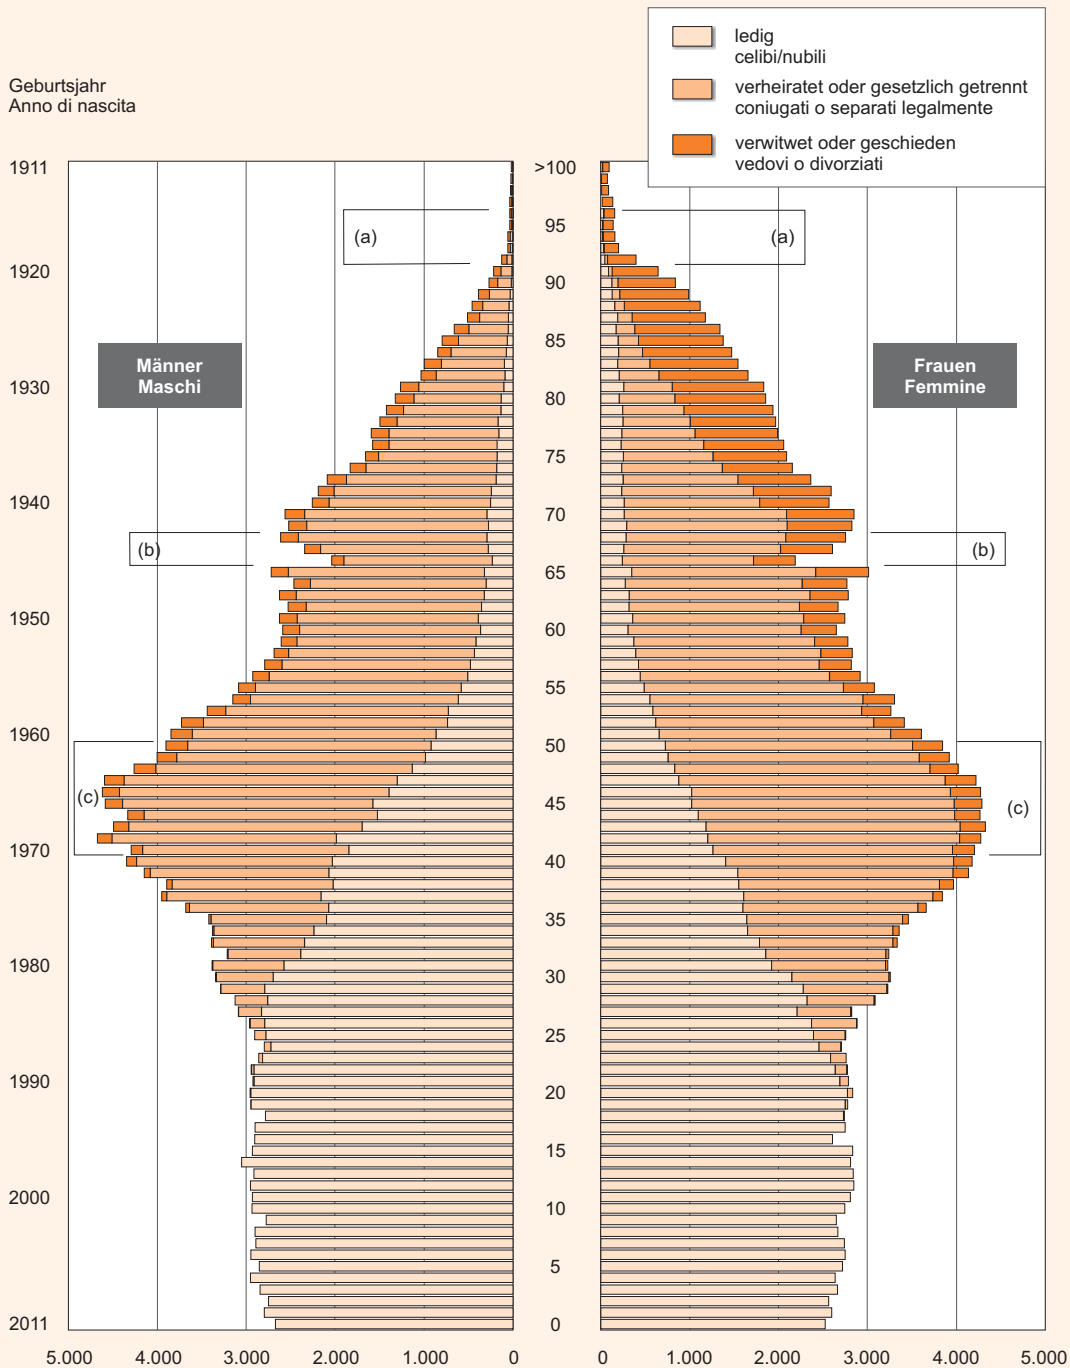 ledig
celibi/nubili
verheiratet oder gesetzlich getrennt
coniugati o separati legalmente
verwitwet oder geschieden
vedovi o divorziati
Geburtsjahr
Anno di nascita
1911
>100
95
(a)
(a)
1920
90
85
Männer
Maschi
Frauen
Femmine
1930
80
75
1940
70
(b)
(b)
65
1950
60
55
1960
50
(c)
(c)
45
1970
40
35
1980
30
25
1990
20
15
2000
10
5
2011
0
5.000 4.000 3.000 2.000 1.000 0 0 1.000 2.000 3.000 4.000 5.000